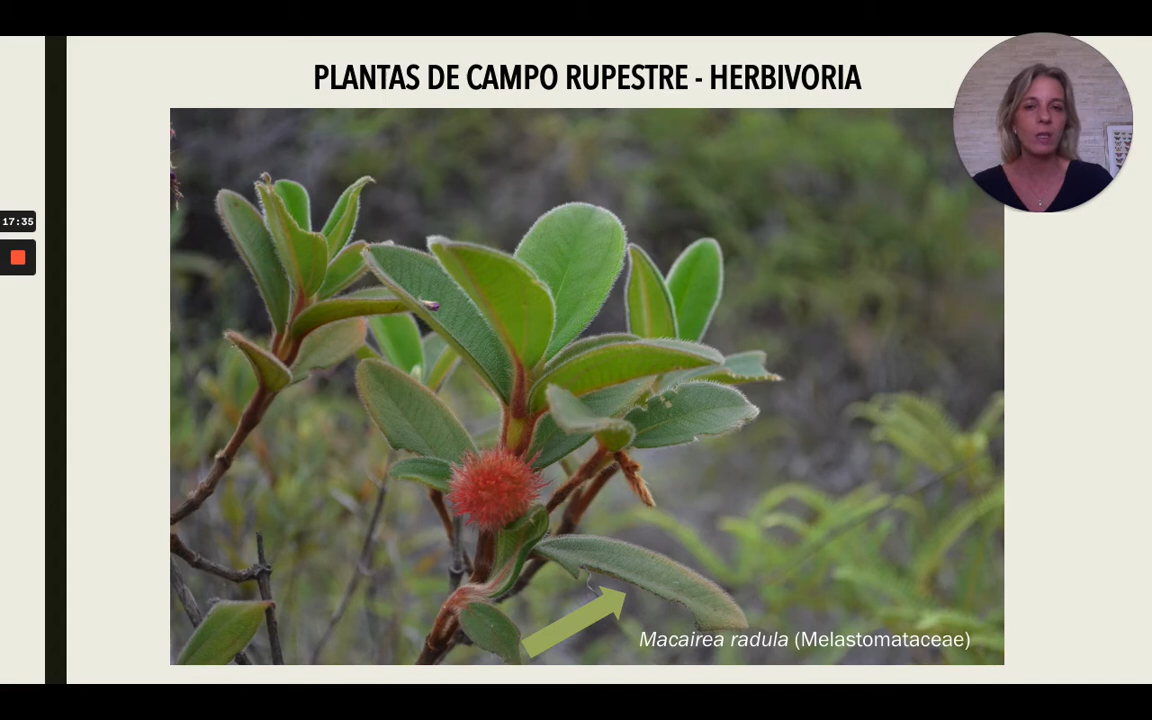 PLANTAS DE CAMPO RUPESTRE - HERBIVORIA
17:35
Macairea radula (Melastomataceae)